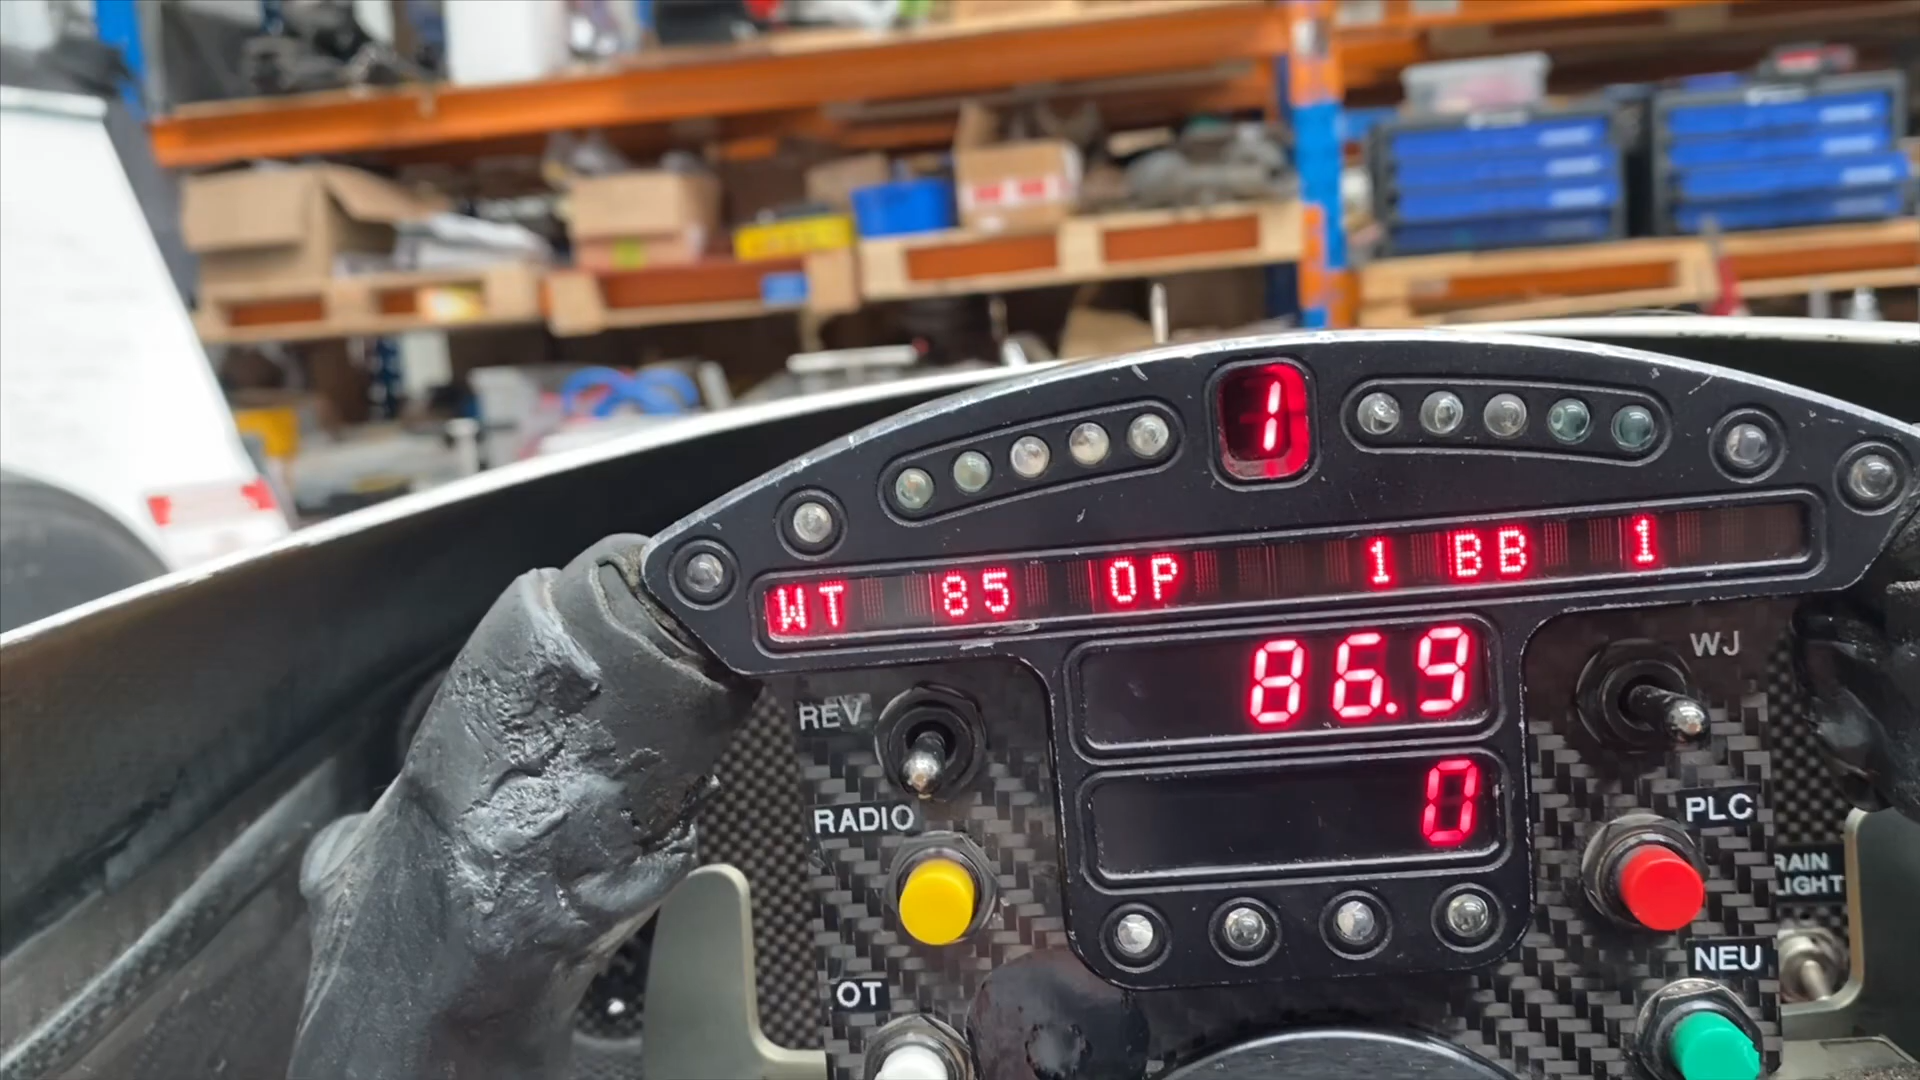 1
WT 85 OP 1 BB 1
86.9
0
REV
WJ
RADIO
PLC
RAIN
LIGHT
NEU
OT